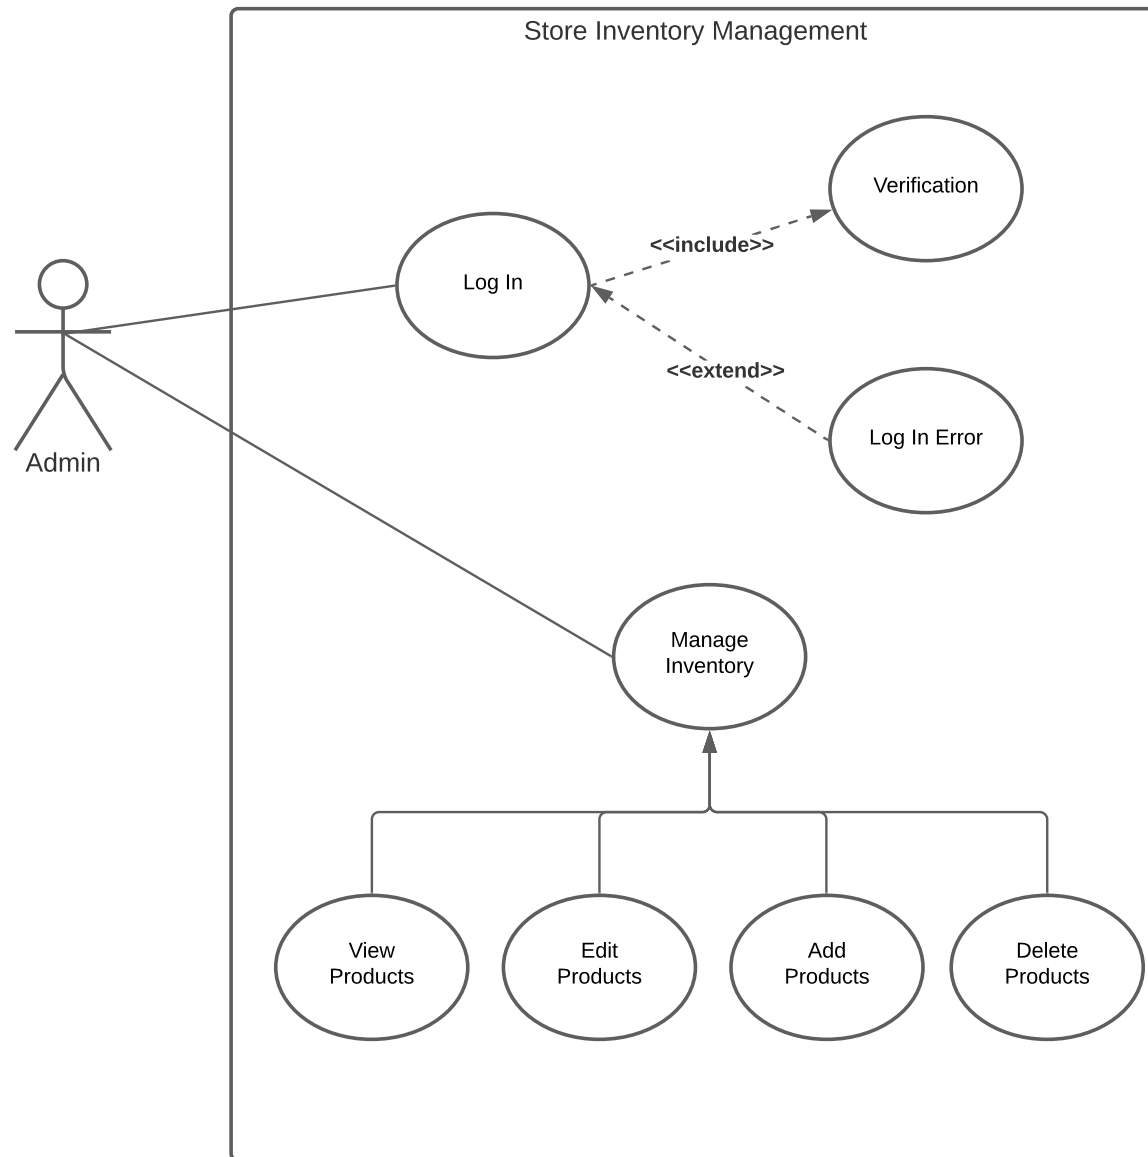 Store Inventory Management
Verification
<<include>>
Log In
<<extend>>
Log In Error
Admin
Manage
Inventory
View
Products
Edit
Products
Add
Products
Delete
Products